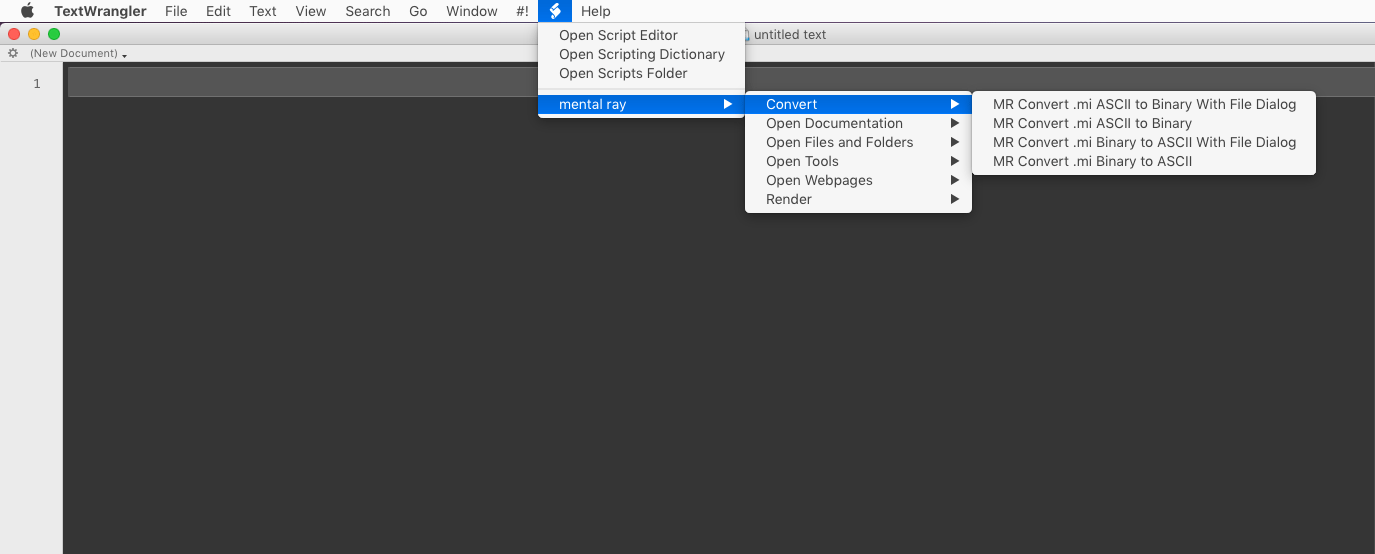 TextWrangler File Edit Text View Search Go Window #! Help
untitled text
(New Document)
1
Open Script Editor
Open Scripting Dictionary
Open Scripts Folder
mental ray
Convert
Open Documentation
Open Files and Folders
Open Tools
Open Webpages
Render
MR Convert .mi ASCII to Binary With File Dialog
MR Convert .mi ASCII to Binary
MR Convert .mi Binary to ASCII With File Dialog
MR Convert .mi Binary to ASCII